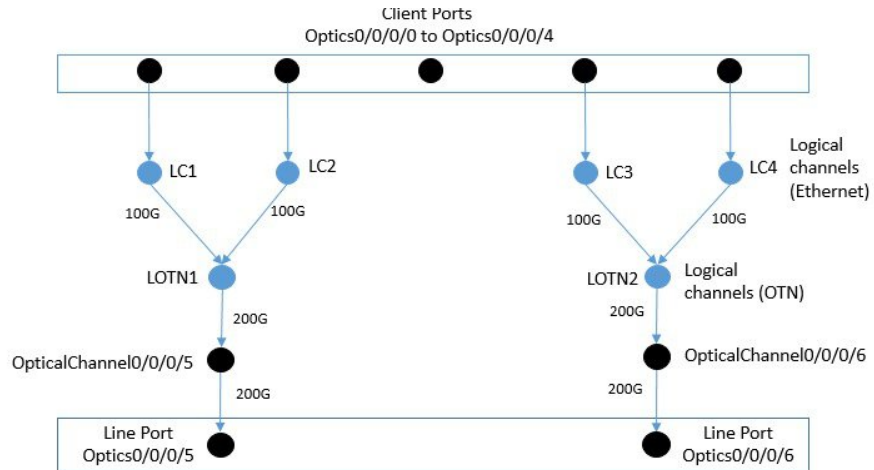 Client Ports
Optics0/0/0/0 to Optics0/0/0/4
LC1
LC2
LC3
LC4
Logical
channels
(Ethernet)
100G
100G
100G
100G
LOTN1
LOTN2
Logical
channels (OTN)
200G
200G
OpticalChannel0/0/0/5
OpticalChannel0/0/0/6
200G
200G
Line Port
Optics0/0/0/5
Line Port
Optics0/0/0/6